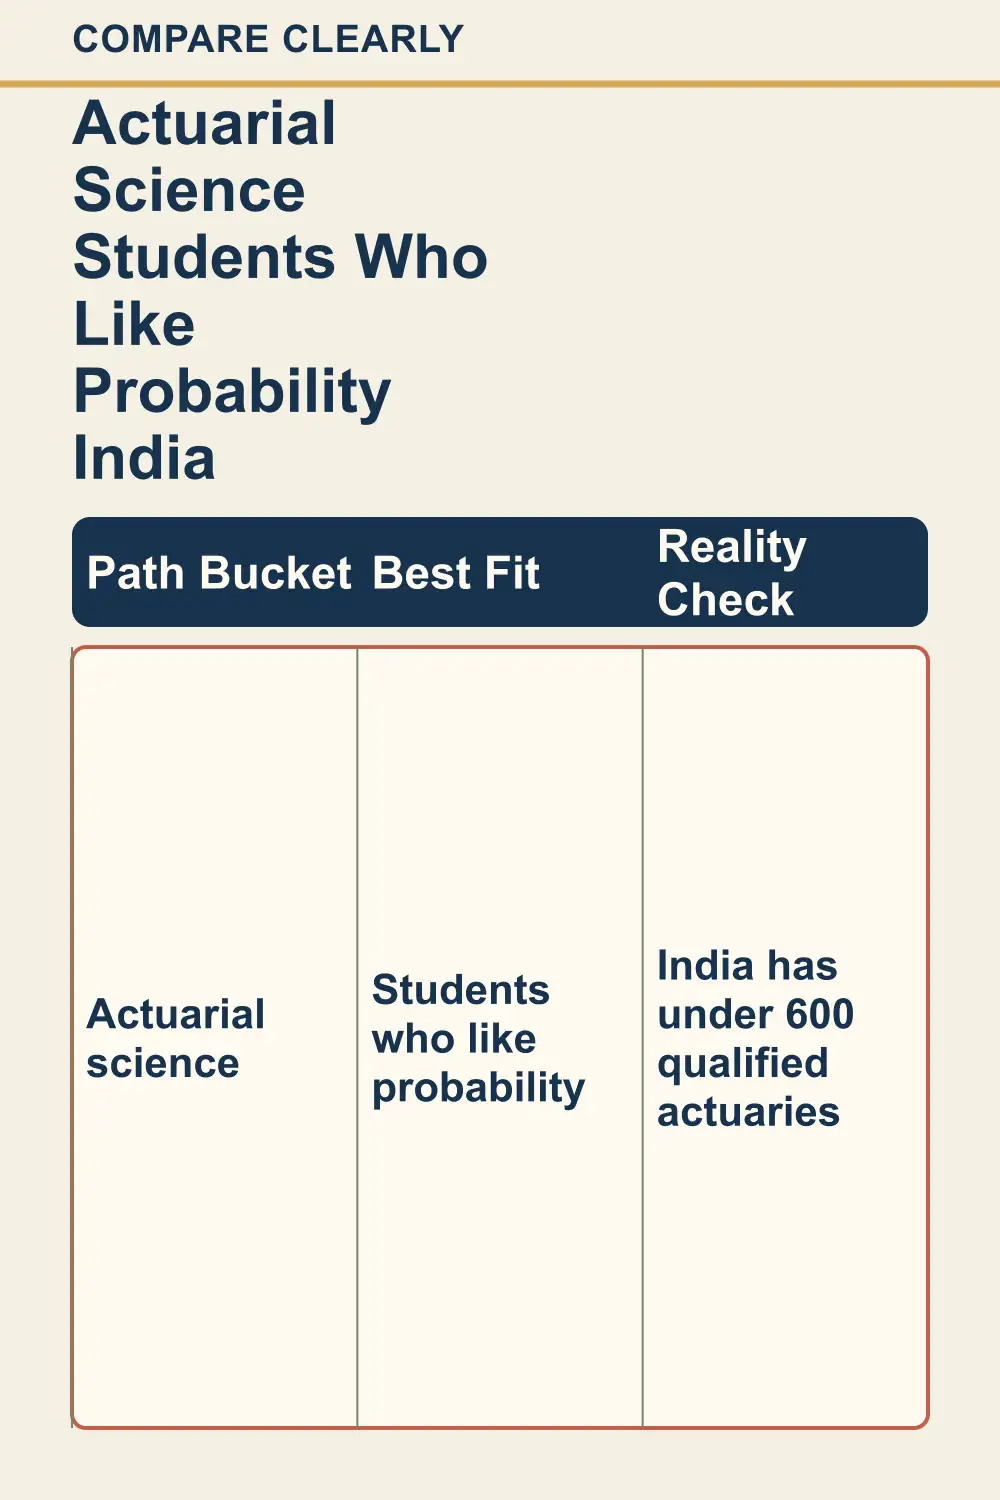 COMPARE CLEARLY
Actuarial
Science
Students Who
Like
Probability
India
Path Bucket
Best Fit
Reality
Check
Actuarial
science
Students
who like
probability
India has
under 600
qualified
actuaries